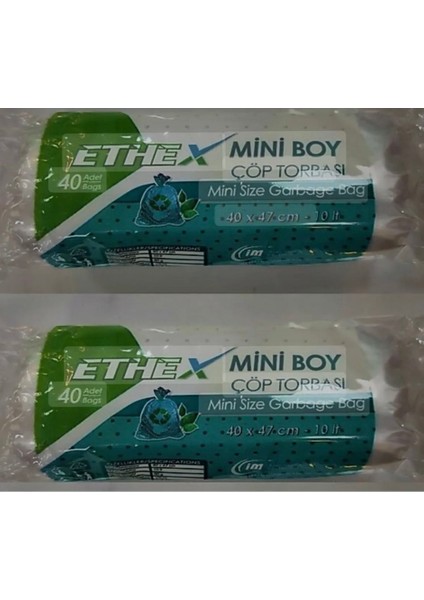 ETHEX
MİNİ BOY
ÇÖP TORBASI
40 Adet
Bags
Mini Size Garbage Bag
40 x 47 cm - 10 lt.
ETHEX
MİNİ BOY
ÇÖP TORBASI
40 Adet
Bags
Mini Size Garbage Bag
40 x 47 cm - 10 lt.